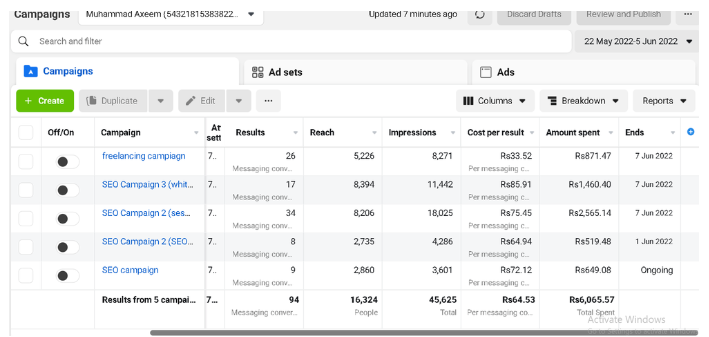 Campaigns Muhammad Axeem (54321815383822... Updated 7 minutes ago Discard Drafts Review and Publish ...
Search and filter 22 May 2022-5 Jun 2022
Campaigns Ad sets Ads
+ Create Duplicate Edit ... Columns Breakdown Reports
Off/On Campaign At sett Results Reach Impressions Cost per result Amount spent Ends
freelancing campiagn 7.. 26 5,226 8,271 Rs33.52 Rs871.47 7 Jun 2022
Messaging conv... Per messaging c...
SEO Campaign 3 (whit... 7.. 17 8,394 11,442 Rs85.91 Rs1,460.40 7 Jun 2022
Messaging conv... Per messaging c...
SEO Campaign 2 (ses... 7.. 34 8,206 18,025 Rs75.45 Rs2,565.14 7 Jun 2022
Messaging conv... Per messaging c...
SEO Campaign 2 (SEO... 7.. 8 2,735 4,286 Rs64.94 Rs519.48 1 Jun 2022
Messaging conv... Per messaging c...
SEO campaign 7.. 9 2,860 3,601 Rs72.12 Rs649.08 Ongoing
Messaging conv... Per messaging c...
Results from 5 campai... 7... 94 16,324 45,625 Rs64.53 Rs6,065.57
Messaging conver... People Total Per messaging co... Total Spent
Activate Windows